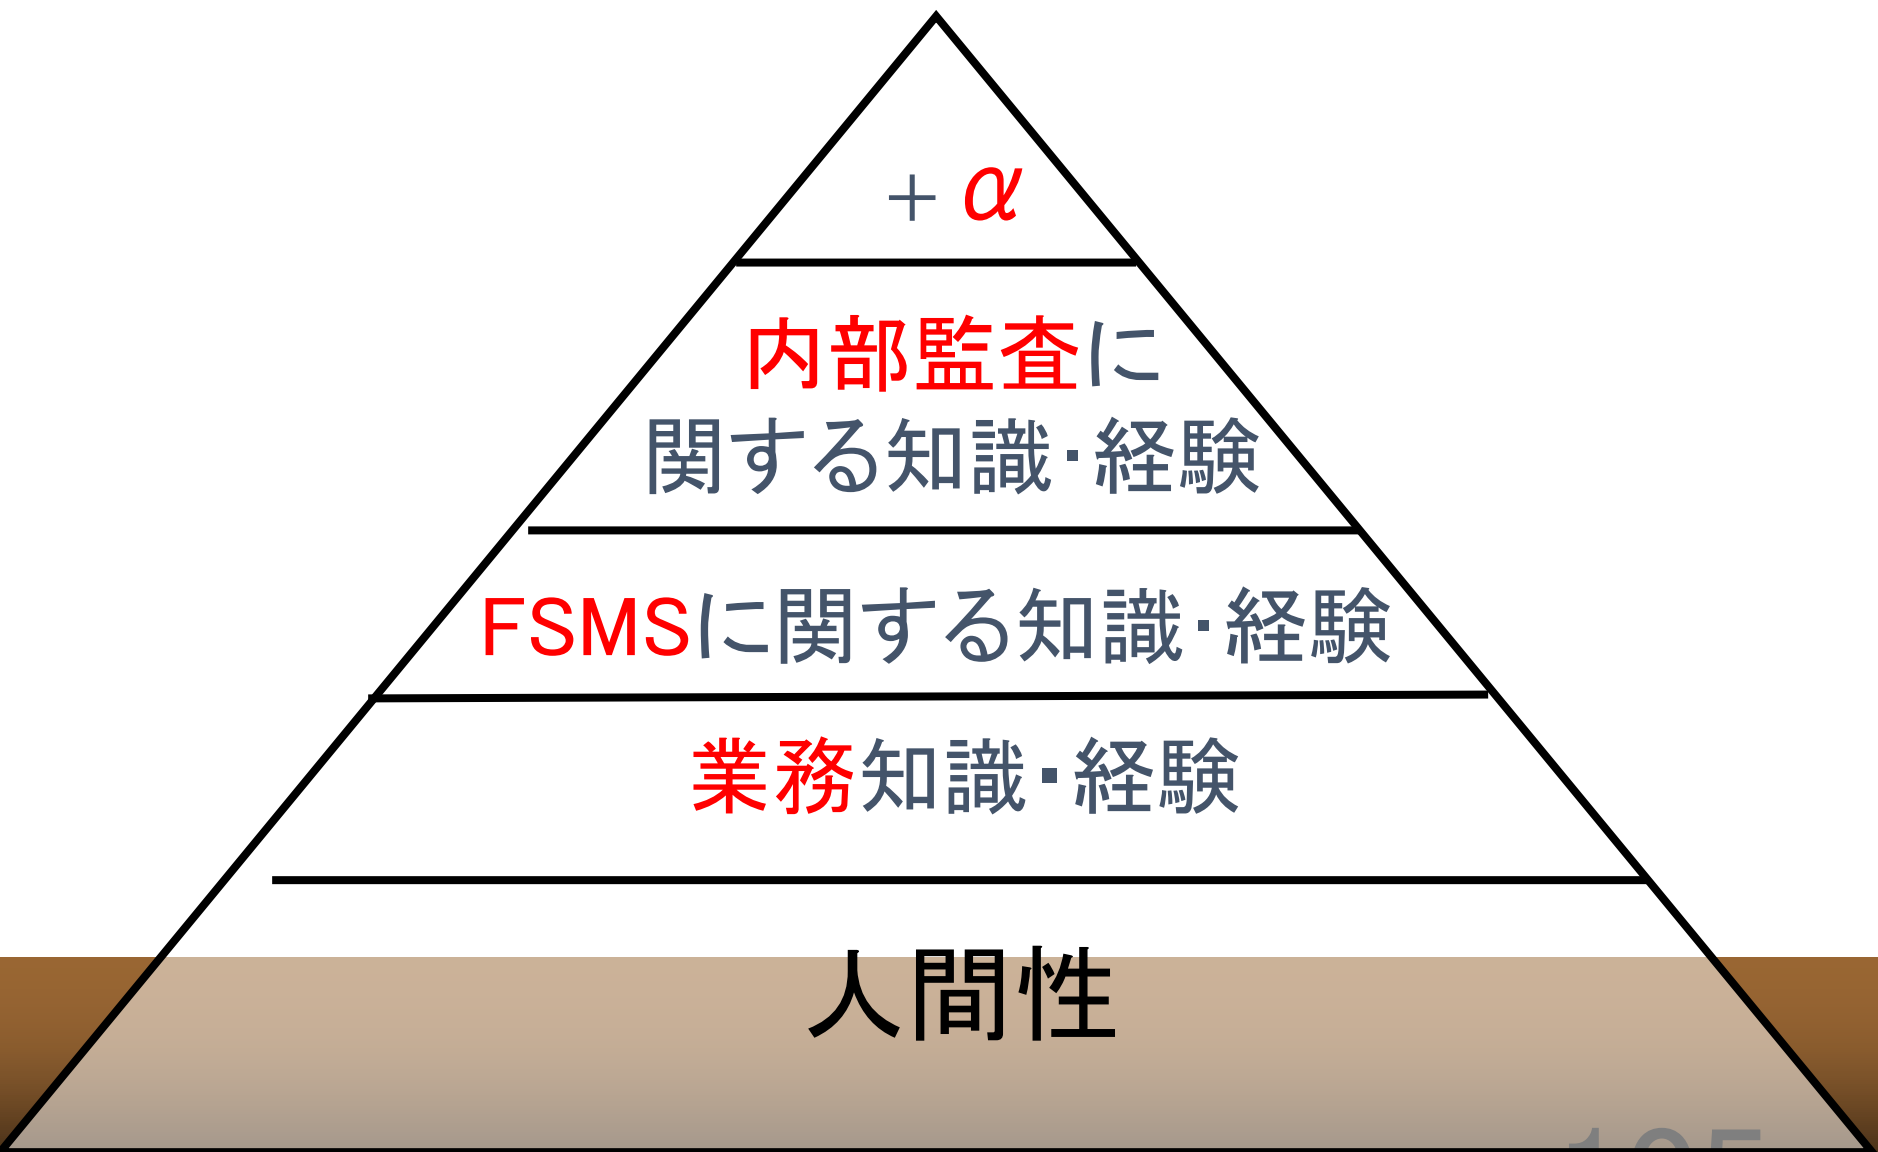 + α
内部監査に
関する知識・経験
FSMSに関する知識・経験
業務知識・経験
人間性